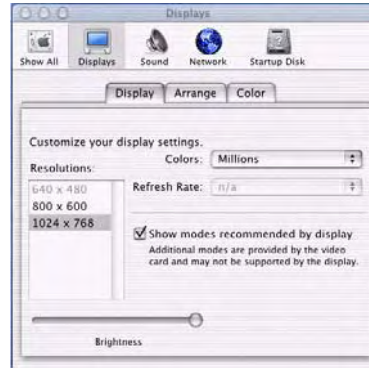 Displays
Show All Displays Sound Network Startup Disk
Display Arrange Color
Customize your display settings.
Colors: Millions
Resolutions:
640 x 480
Refresh Rate: n/a
800 x 600
1024 x 768
Show modes recommended by display
Additional modes are provided by the video
card and may not be supported by the display.
Brightness